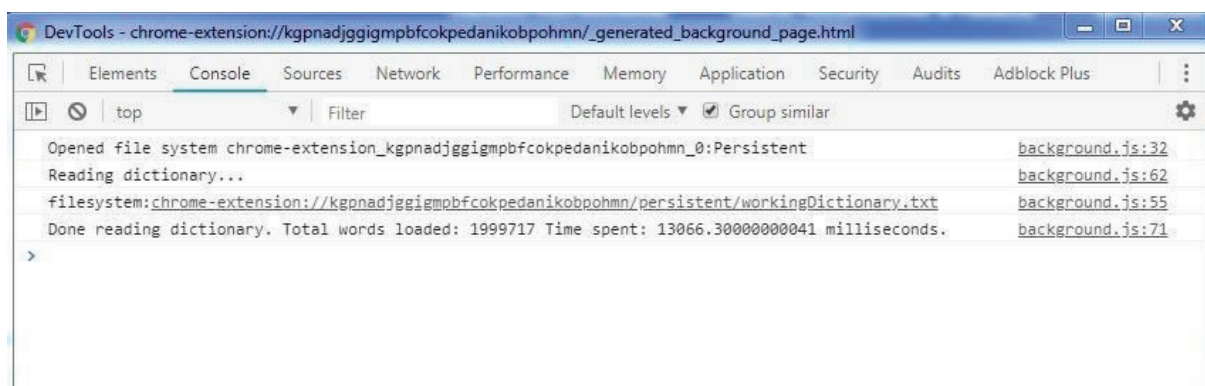 DevTools - chrome-extension://kgpnadjggigmpbfcokpedanikobpohmn/_generated_background_page.html
Elements Console Sources Network Performance Memory Application Security Audits Adblock Plus
top Filter Default levels Group similar
Opened file system chrome-extension_kgpnadjggigmpbfcokpedanikobpohmn_0:Persistent background.js:32
Reading dictionary... background.js:62
filesystem:chrome-extension://kgpnadjggigmpbfcokpedanikobpohmn/persistent/workingDictionary.txt background.js:55
Done reading dictionary. Total words loaded: 1999717 Time spent: 13066.30000000041 milliseconds. background.js:71